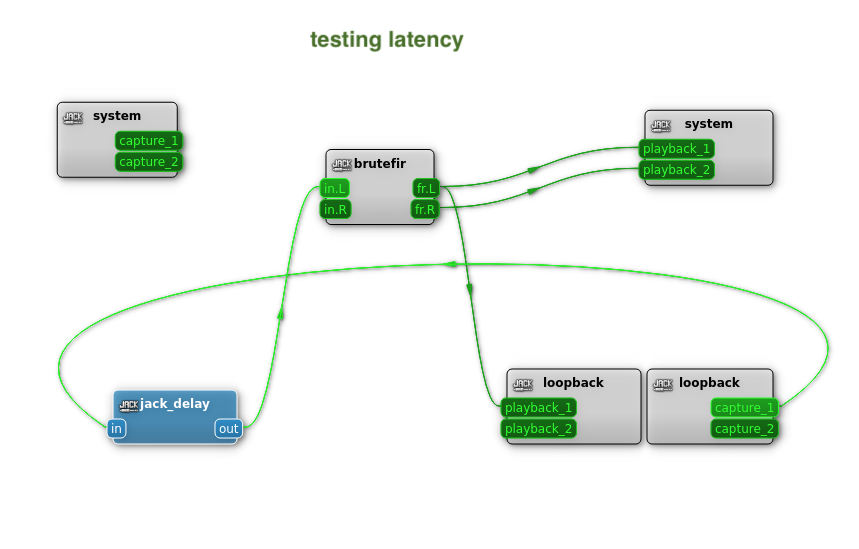 testing latency
JACK system
capture_1
capture_2
JACK system
playback_1
playback_2
JACK brutefir
in.L fr.L
in.R fr.R
JACK jack_delay
in out
JACK loopback
playback_1
playback_2
JACK loopback
capture_1
capture_2